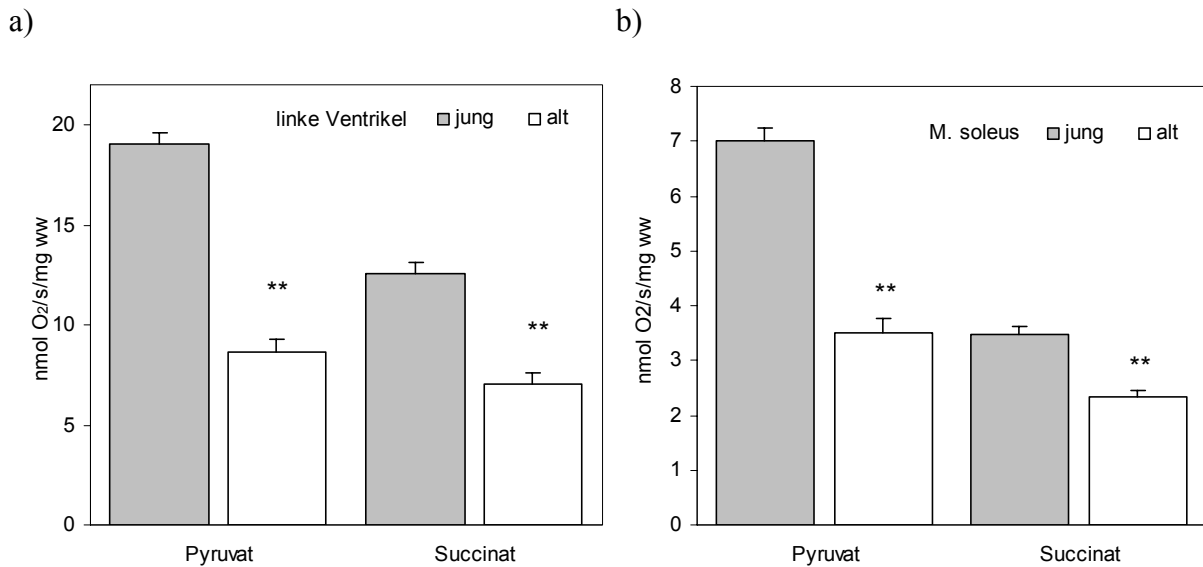 a)
linke Ventrikel jung alt
nmol O₂/s/mg ww
20
15
10
5
0
**
**
Pyruvat Succinat
b)
M. soleus jung alt
nmol O2/s/mg ww
8
7
6
5
4
3
2
1
0
**
**
Pyruvat Succinat